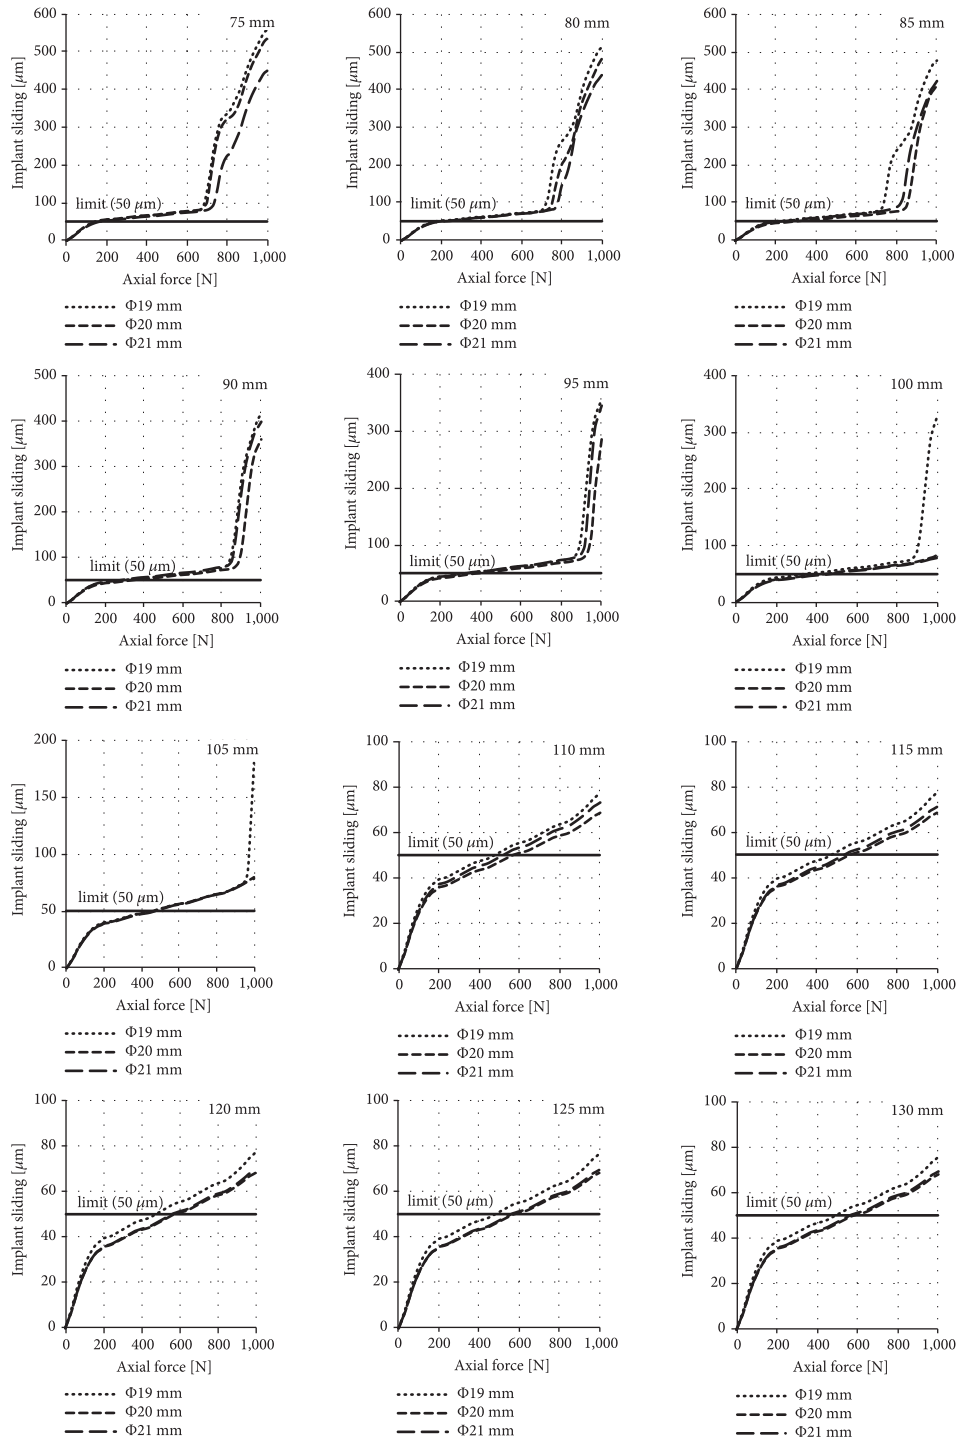 75 mm
Implant sliding [μm]
600
500
400
300
200
100
0
limit (50 μm)
0 200 400 600 800 1,000
Axial force [N]
Φ19 mm
Φ20 mm
Φ21 mm
80 mm
Implant sliding [μm]
600
500
400
300
200
100
0
limit (50 μm)
0 200 400 600 800 1,000
Axial force [N]
Φ19 mm
Φ20 mm
Φ21 mm
85 mm
Implant sliding [μm]
600
500
400
300
200
100
0
limit (50 μm)
0 200 400 600 800 1,000
Axial force [N]
Φ19 mm
Φ20 mm
Φ21 mm
90 mm
Implant sliding [μm]
500
400
300
200
100
0
limit (50 μm)
0 200 400 600 800 1,000
Axial force [N]
Φ19 mm
Φ20 mm
Φ21 mm
95 mm
Implant sliding [μm]
400
300
200
100
0
limit (50 μm)
0 200 400 600 800 1,000
Axial force [N]
Φ19 mm
Φ20 mm
Φ21 mm
100 mm
Implant sliding [μm]
400
300
200
100
0
limit (50 μm)
0 200 400 600 800 1,000
Axial force [N]
Φ19 mm
Φ20 mm
Φ21 mm
105 mm
Implant sliding [μm]
200
150
100
50
0
limit (50 μm)
0 200 400 600 800 1,000
Axial force [N]
Φ19 mm
Φ20 mm
Φ21 mm
110 mm
Implant sliding [μm]
100
80
60
40
20
0
limit (50 μm)
0 200 400 600 800 1,000
Axial force [N]
Φ19 mm
Φ20 mm
Φ21 mm
115 mm
Implant sliding [μm]
100
80
60
40
20
0
limit (50 μm)
0 200 400 600 800 1,000
Axial force [N]
Φ19 mm
Φ20 mm
Φ21 mm
120 mm
Implant sliding [μm]
100
80
60
40
20
0
limit (50 μm)
0 200 400 600 800 1,000
Axial force [N]
Φ19 mm
Φ20 mm
Φ21 mm
125 mm
Implant sliding [μm]
100
80
60
40
20
0
limit (50 μm)
0 200 400 600 800 1,000
Axial force [N]
Φ19 mm
Φ20 mm
Φ21 mm
130 mm
Implant sliding [μm]
100
80
60
40
20
0
limit (50 μm)
0 200 400 600 800 1,000
Axial force [N]
Φ19 mm
Φ20 mm
Φ21 mm